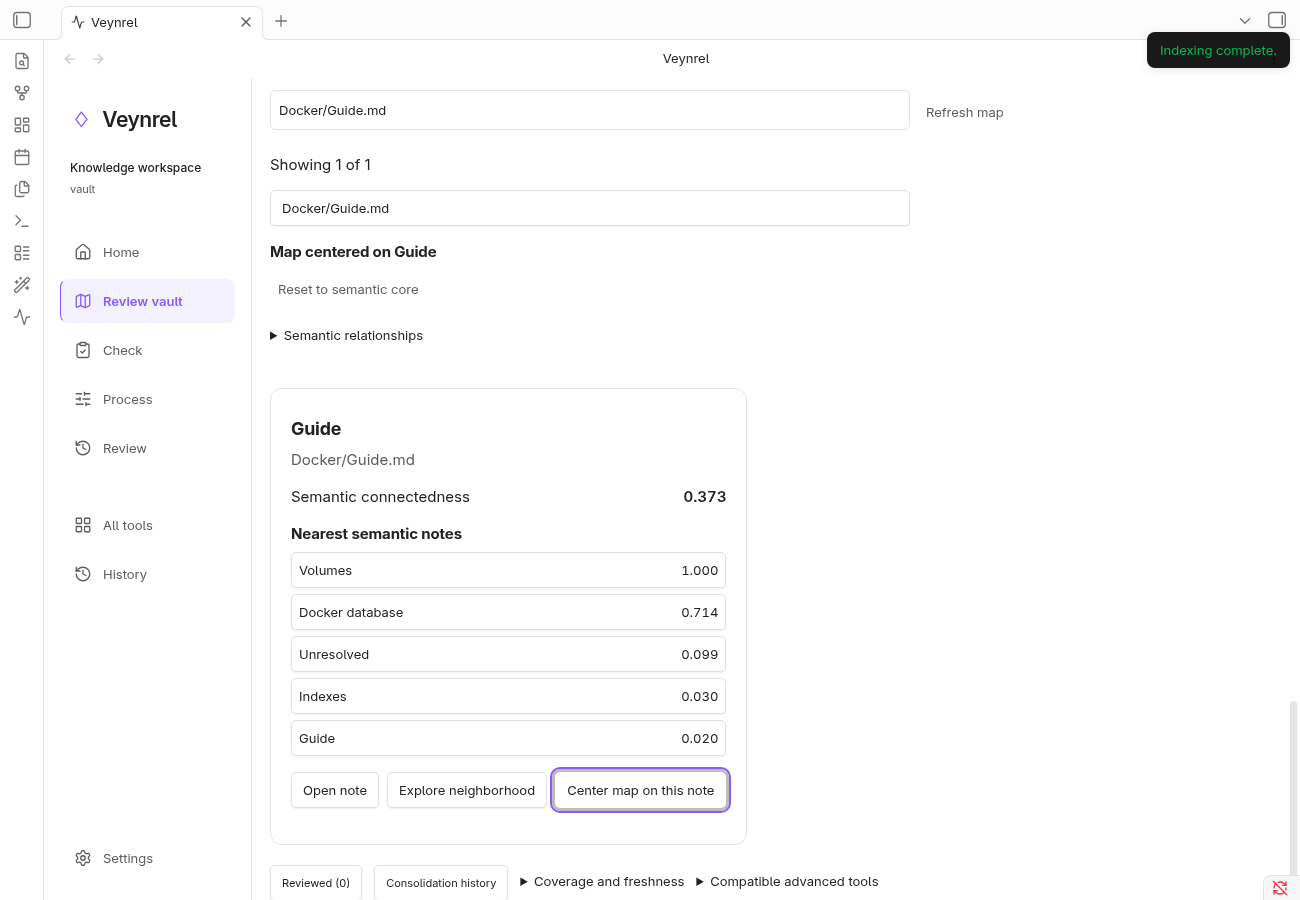 Veynrel
Veynrel
Indexing complete.
Veynrel
Knowledge workspace
vault
Home
Review vault
Check
Process
Review
All tools
History
Settings
Docker/Guide.md
Refresh map
Showing 1 of 1
Docker/Guide.md
Map centered on Guide
Reset to semantic core
Semantic relationships
Guide
Docker/Guide.md
Semantic connectedness 0.373
Nearest semantic notes
Volumes 1.000
Docker database 0.714
Unresolved 0.099
Indexes 0.030
Guide 0.020
Open note Explore neighborhood Center map on this note
Reviewed (0) Consolidation history Coverage and freshness Compatible advanced tools